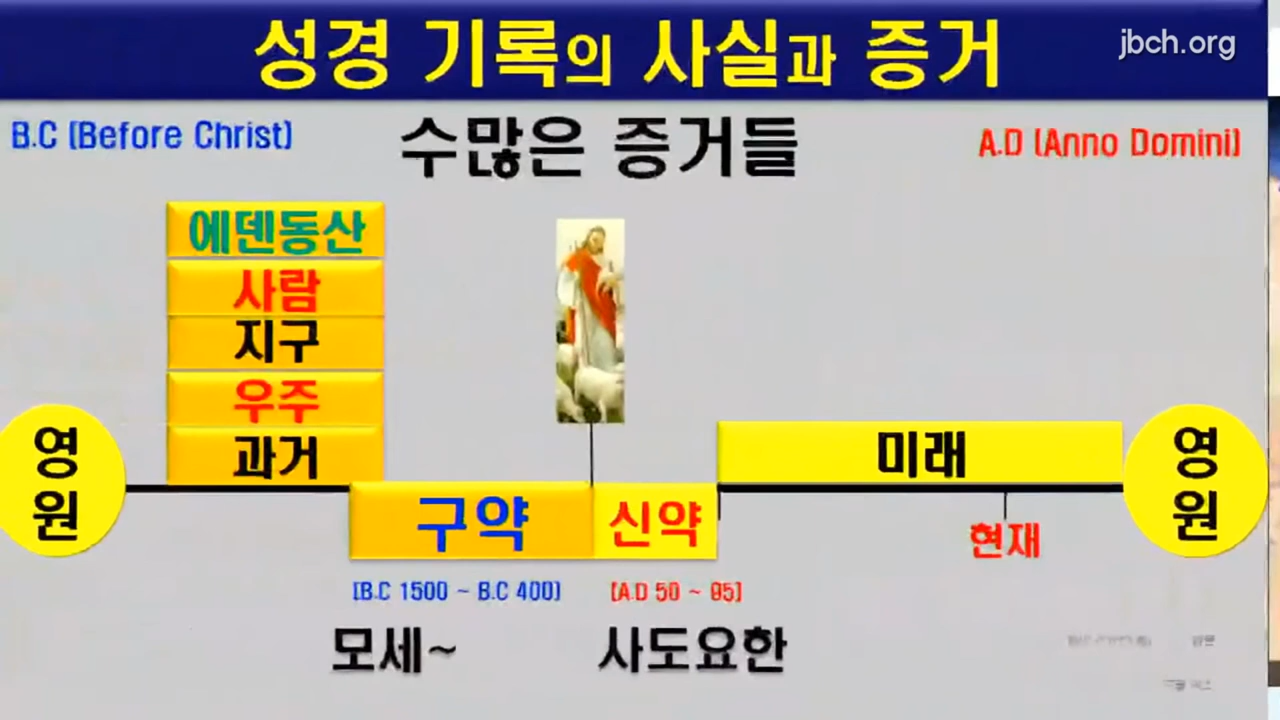 성경 기록의 사실과 증거
jbch.org
B.C (Before Christ)
수많은 증거들
A.D (Anno Domini)
에덴동산
사람
지구
우주
과거
영원
미래
영원
구약
신약
현재
(B.C 1500 ~ B.C 400)
(A.D 50 ~ 95)
모세~
사도요한